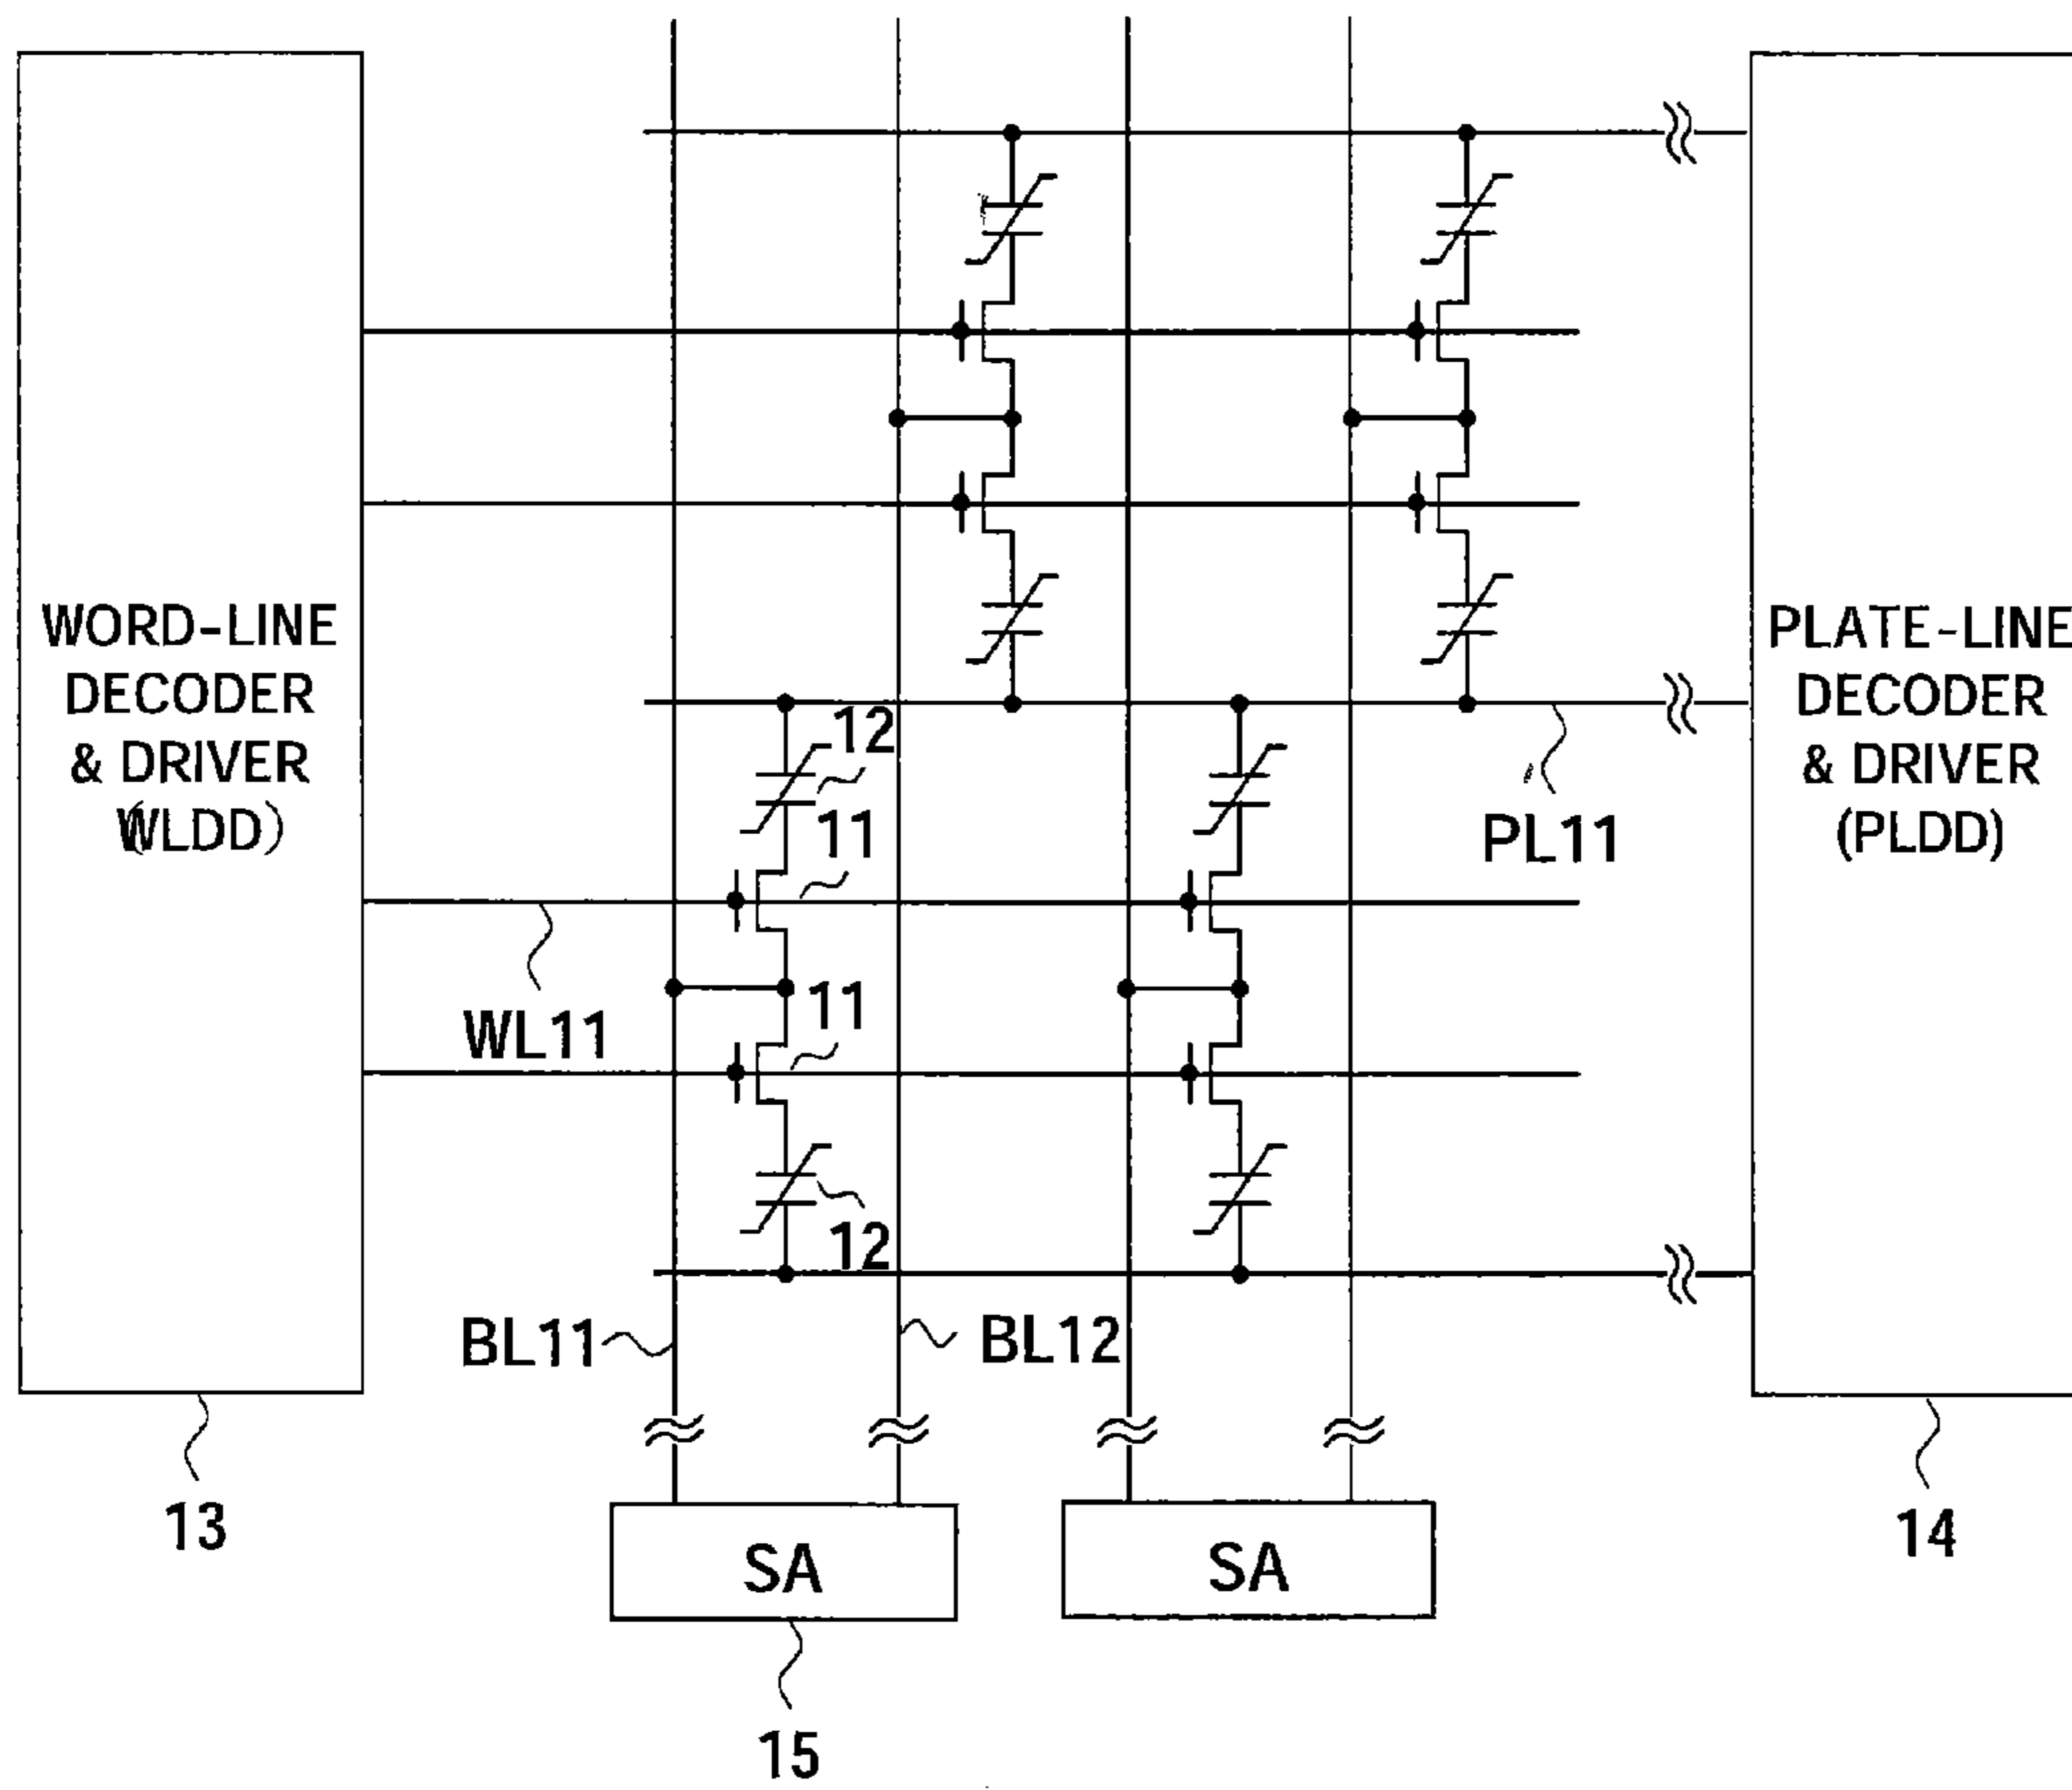 WORD-LINE
DECODER
& DRIVER
(WLDD)
PLATE-LINE
DECODER
& DRIVER
(PLDD)
12
11
PL11
WL11
11
12
BL11
BL12
13
SA
SA
14
15